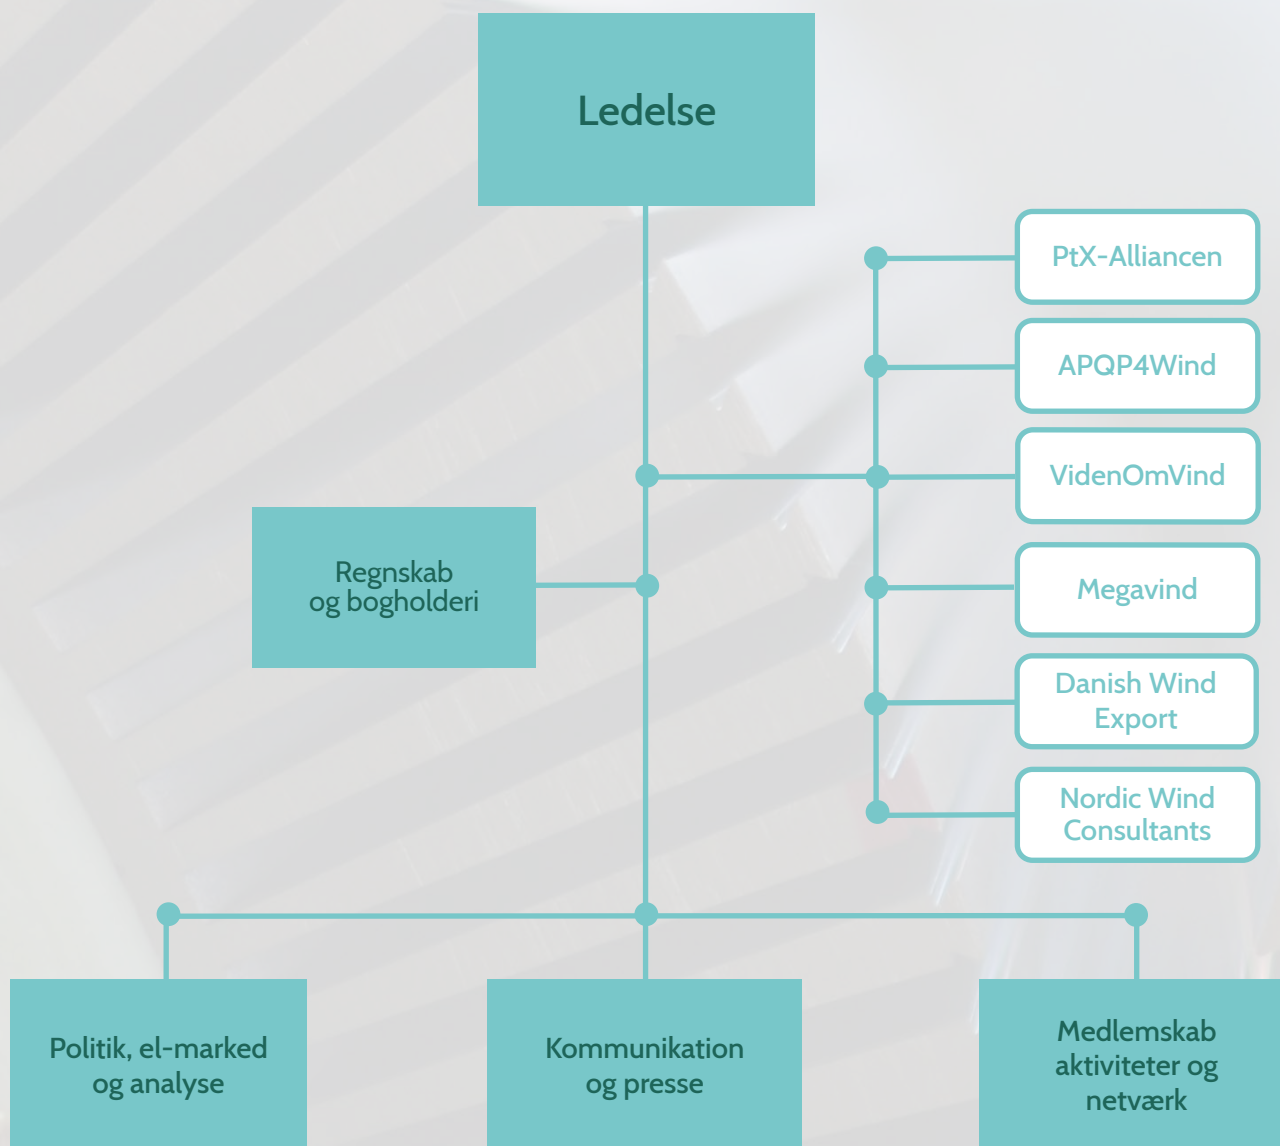 Ledelse
PtX-Alliancen
APQP4Wind
VidenOmVind
Regnskab
og bogholderi
Megavind
Danish Wind
Export
Nordic Wind
Consultants
Politik, el-marked
og analyse
Kommunikation
og presse
Medlemskab
aktiviteter og
netværk